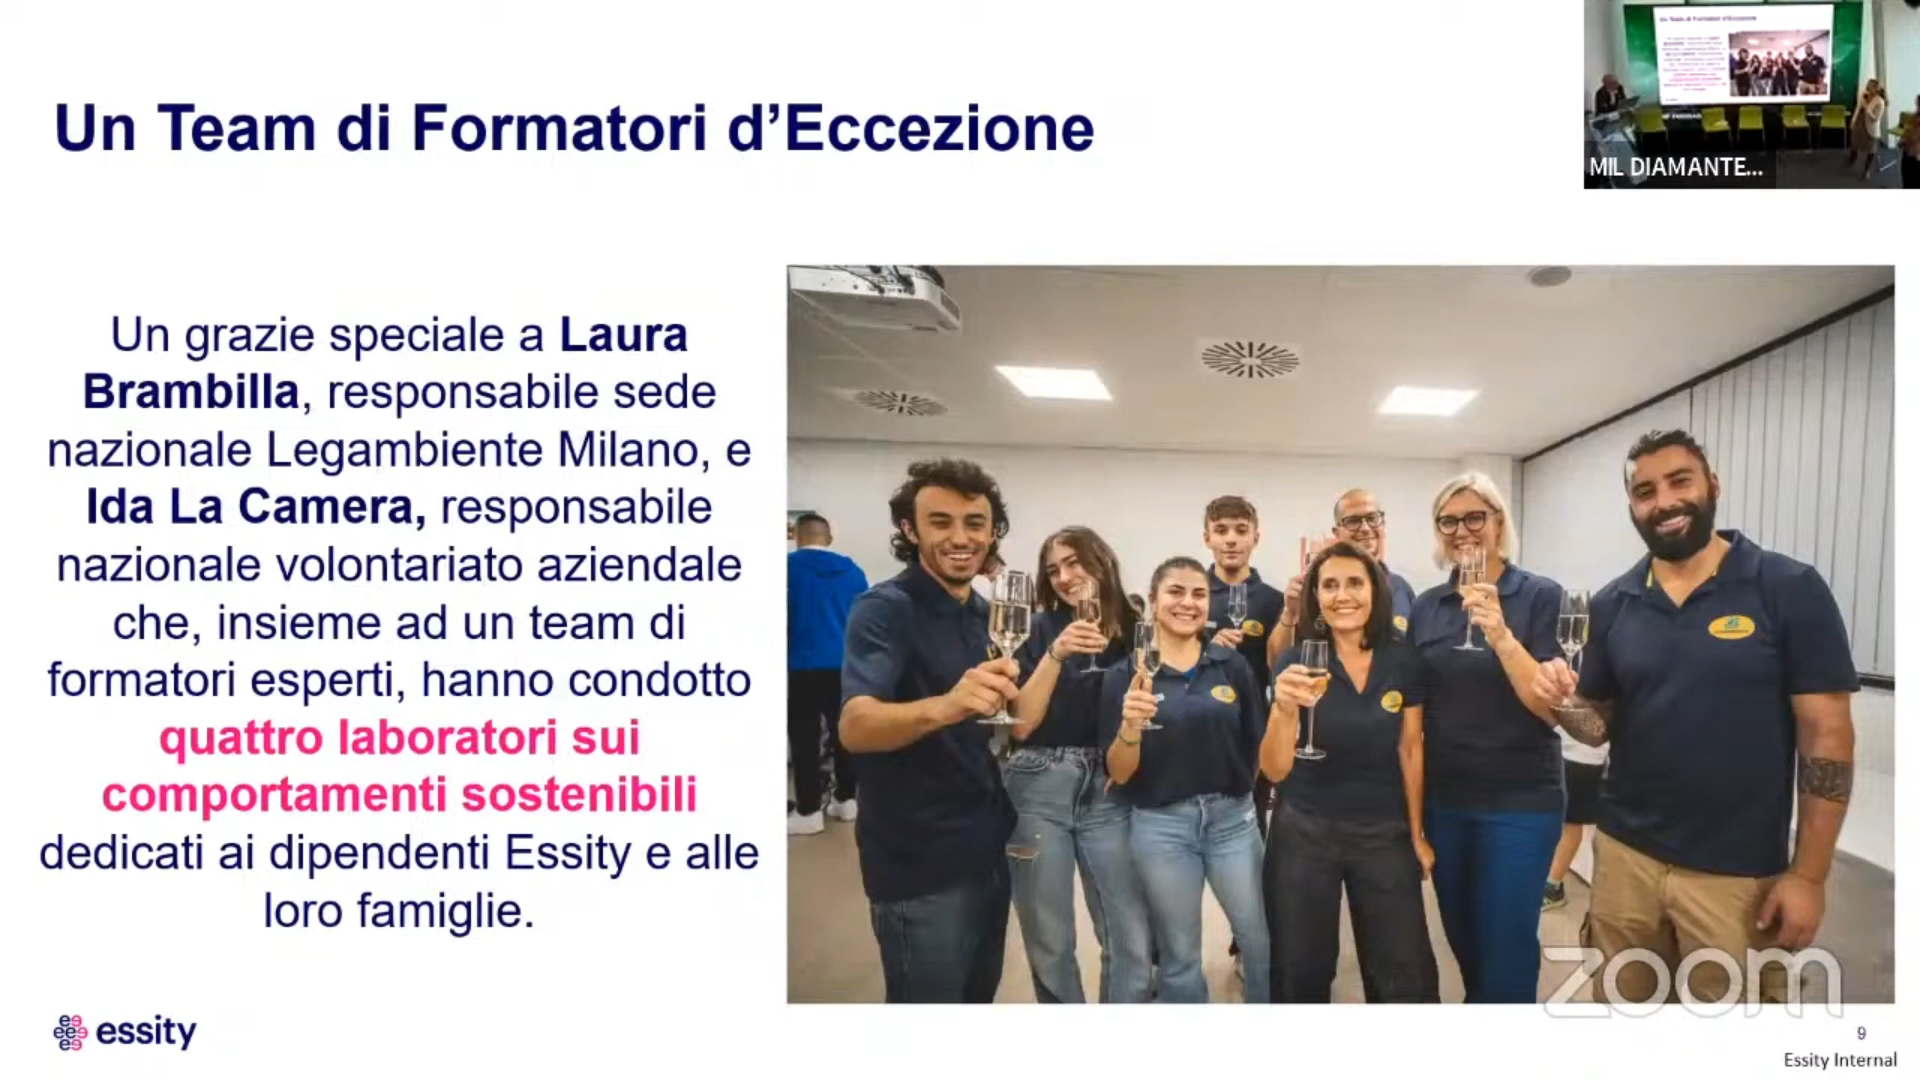 Un Team di Formatori d’Eccezione
MIL DIAMANTE...
Un grazie speciale a Laura
Brambilla, responsabile sede
nazionale Legambiente Milano, e
Ida La Camera, responsabile
nazionale volontariato aziendale
che, insieme ad un team di
formatori esperti, hanno condotto
quattro laboratori sui
comportamenti sostenibili
dedicati ai dipendenti Essity e alle
loro famiglie.
essity
zoom
9
Essity Internal